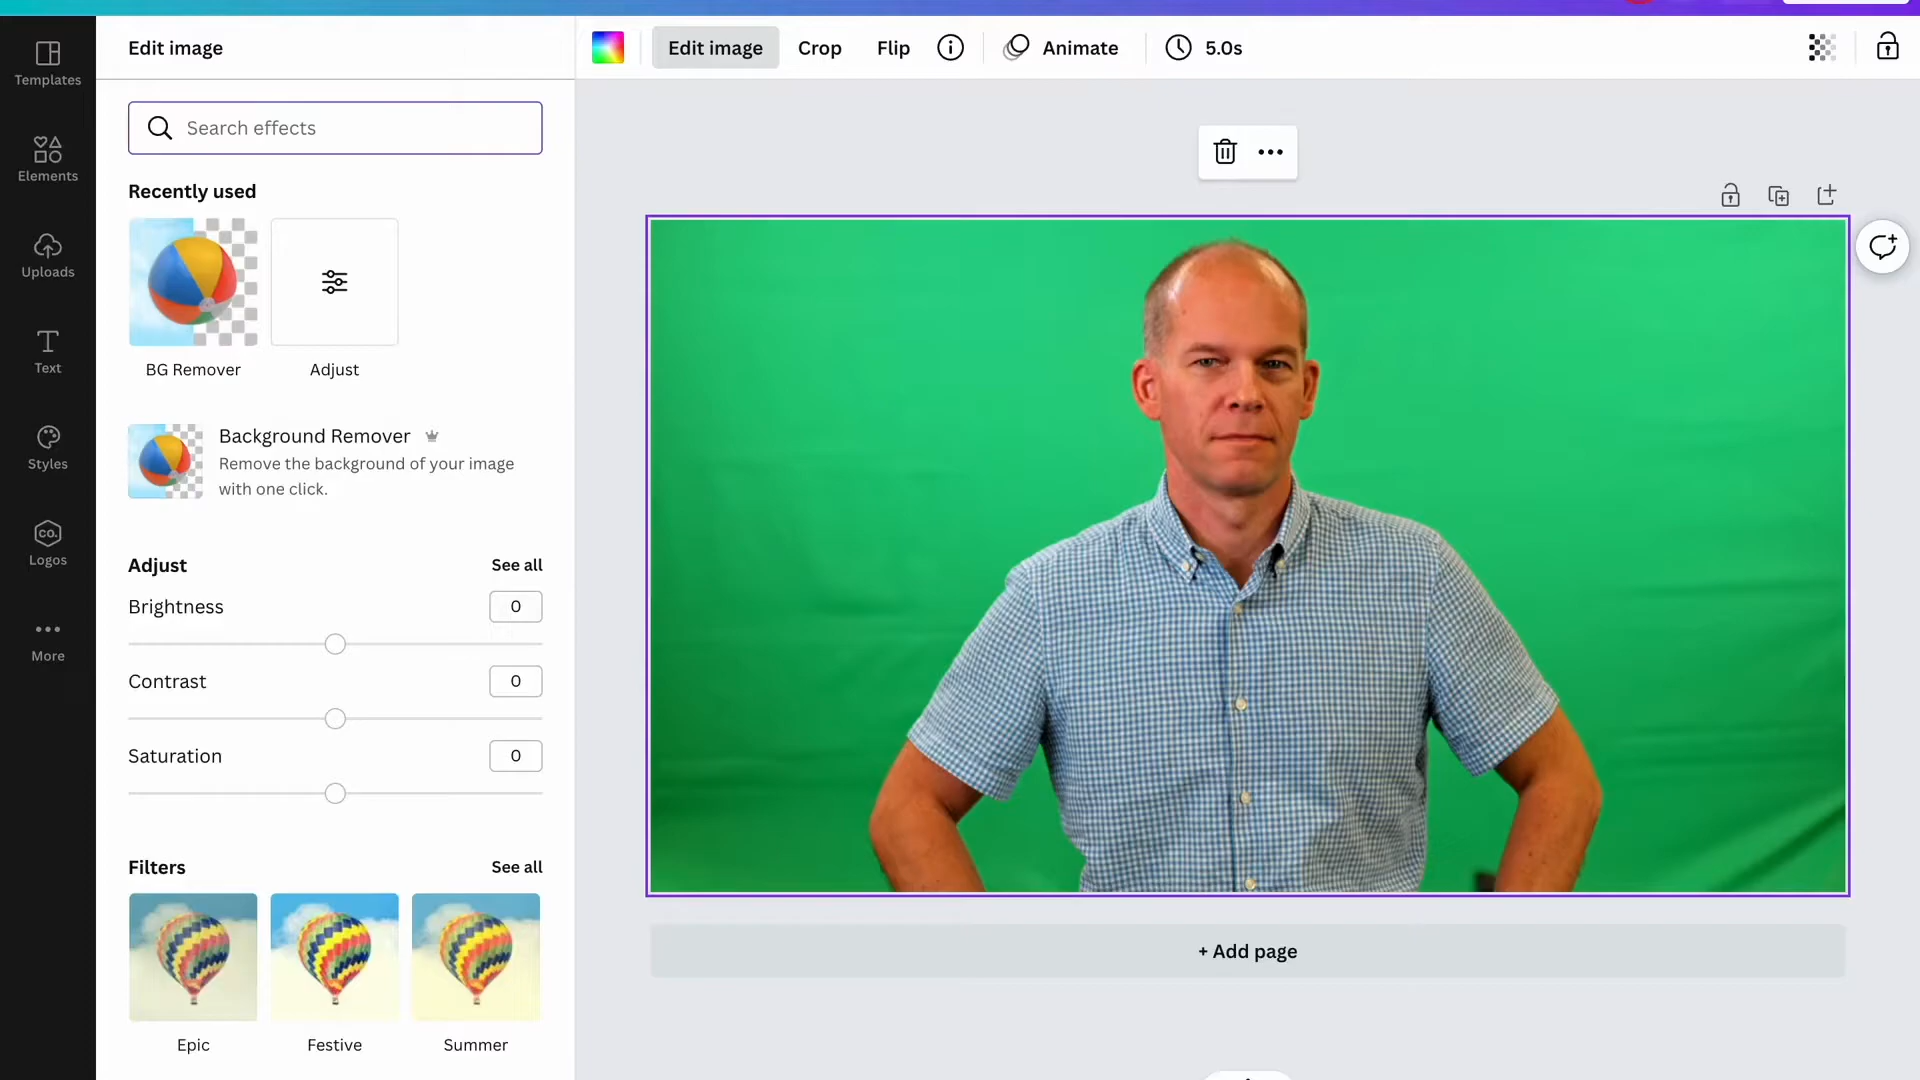 Edit image
Edit image
Crop
Flip
Animate
5.0s
Templates
Elements
Uploads
Text
Styles
CO.
Logos
More
Search effects
Recently used
BG Remover
Adjust
Background Remover
Remove the background of your image
with one click.
Adjust
See all
Brightness
0
Contrast
0
Saturation
0
Filters
See all
Epic
Festive
Summer
+ Add page